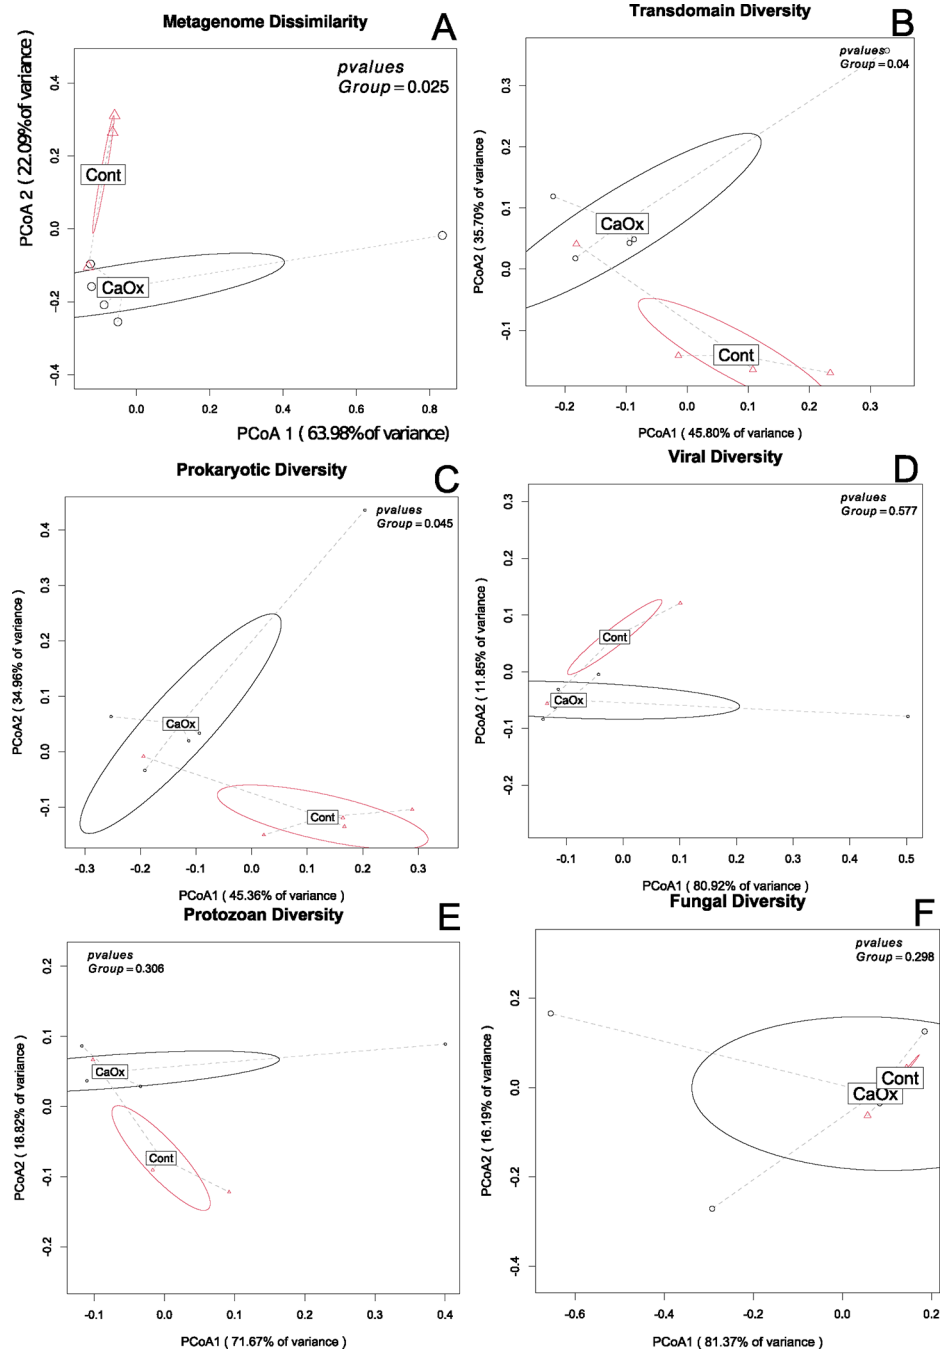 Metagenome Dissimilarity
A
pvalues
Group = 0.025
PCoA 2 ( 22.09% of variance)
0.4
0.2
0.0
-0.2
-0.4
Cont
CaOx
0.0
0.2
0.4
0.6
0.8
PCoA 1 ( 63.98% of variance)
Transdomain Diversity
B
pvalues
Group = 0.04
PCoA2 ( 35.70% of variance )
0.3
0.2
0.1
0.0
-0.1
CaOx
Cont
-0.2
-0.1
0.0
0.1
0.2
0.3
PCoA1 ( 45.80% of variance )
Prokaryotic Diversity
C
pvalues
Group = 0.045
PCoA2 ( 34.96% of variance )
0.4
0.3
0.2
0.1
0.0
-0.1
CaOx
Cont
-0.3
-0.2
-0.1
0.0
0.1
0.2
0.3
PCoA1 ( 45.36% of variance )
Viral Diversity
D
pvalues
Group = 0.577
PCoA2 ( 11.85% of variance )
0.3
0.2
0.1
0.0
-0.1
-0.2
Cont
CaOx
-0.1
0.0
0.1
0.2
0.3
0.4
0.5
PCoA1 ( 80.92% of variance )
Protozoan Diversity
E
pvalues
Group = 0.306
PCoA2 ( 18.82% of variance )
0.2
0.1
0.0
-0.1
-0.2
CaOx
Cont
-0.1
0.0
0.1
0.2
0.3
0.4
PCoA1 ( 71.67% of variance )
Fungal Diversity
F
pvalues
Group = 0.298
PCoA2 ( 16.19% of variance )
0.2
0.0
-0.2
-0.4
Cont
CaOx
-0.6
-0.4
-0.2
0.0
0.2
PCoA1 ( 81.37% of variance )